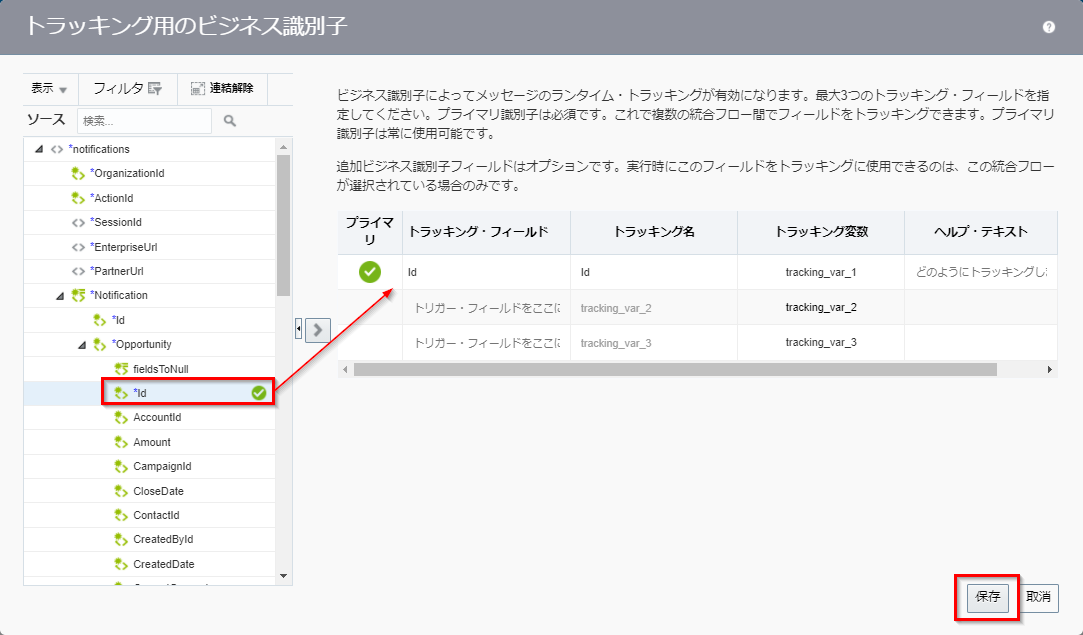 トラッキング用のビジネス識別子
表示
フィルタ
連結解除
ソース
検索...
*notifications
*OrganizationId
*ActionId
*SessionId
*EnterpriseUrl
*PartnerUrl
*Notification
*Id
*Opportunity
fieldsToNull
*Id
AccountId
Amount
CampaignId
CloseDate
ContactId
CreatedById
CreatedDate
ビジネス識別子によってメッセージのランタイム・トラッキングが有効になります。最大3つのトラッキング・フィールドを指
定してください。プライマリ識別子は必須です。これで複数の統合フロー間でフィールドをトラッキングできます。プライマリ
識別子は常に使用可能です。
追加ビジネス識別子フィールドはオプションです。実行時にこのフィールドをトラッキングに使用できるのは、この統合フロー
が選択されている場合のみです。
プライマリ トラッキング・フィールド トラッキング名 トラッキング変数 ヘルプ・テキスト
Id Id tracking_var_1 どのようにトラッキングし
トリガー・フィールドをここに tracking_var_2 tracking_var_2
トリガー・フィールドをここに tracking_var_3 tracking_var_3
保存
取消